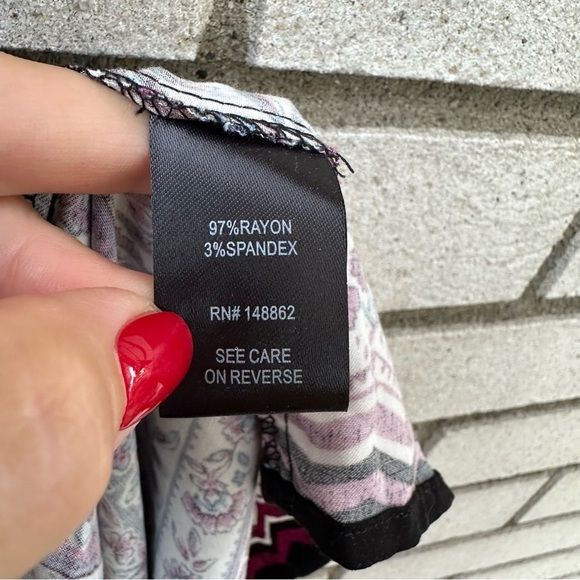 97%RAYON
3%SPANDEX
RN# 148862
SEE CARE
ON REVERSE